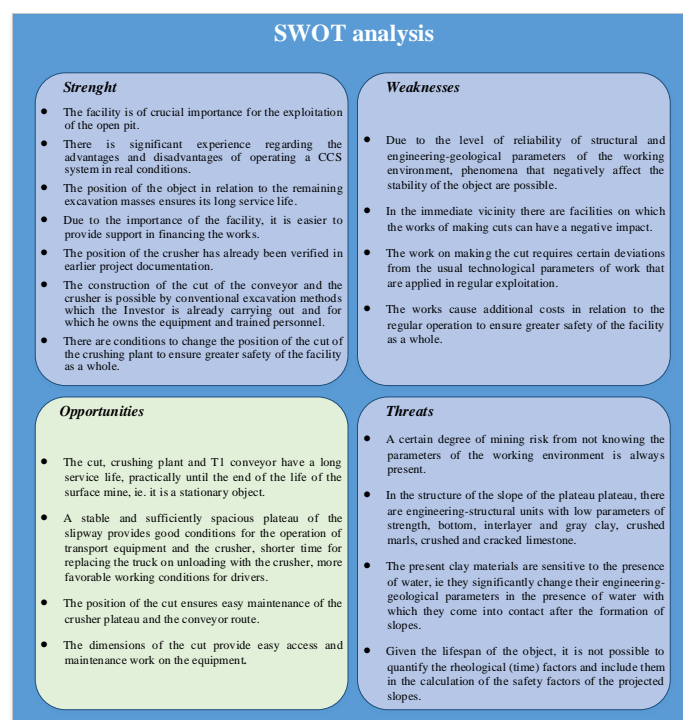 SWOT analysis
Strenght
● The facility is of crucial importance for the exploitation
of the open pit.
● There is significant experience regarding the
advantages and disadvantages of operating a CCS
system in real conditions.
● The position of the object in relation to the remaining
excavation masses ensures its long service life.
● Due to the importance of the facility, it is easier to
provide support in financing the works.
● The position of the crusher has already been verified in
earlier project documentation.
● The construction of the cut of the conveyor and the
crusher is possible by conventional excavation methods
which the Investor is already carrying out and for
which he owns the equipment and trained personnel.
● There are conditions to change the position of the cut of
the crushing plant to ensure greater safety of the facility
as a whole.
Weaknesses
● Due to the level of reliability of structural and
engineering-geological parameters of the working
environment, phenomena that negatively affect the
stability of the object are possible.
● In the immediate vicinity there are facilities on which
the works of making cuts can have a negative impact.
● The work on making the cut requires certain deviations
from the usual technological parameters of work that
are applied in regular exploitation.
● The works cause additional costs in relation to the
regular operation to ensure greater safety of the facility
as a whole.
Opportunities
● The cut, crushing plant and T1 conveyor have a long
service life, practically until the end of the life of the
surface mine, ie. it is a stationary object.
● A stable and sufficiently spacious plateau of the
slipway provides good conditions for the operation of
transport equipment and the crusher, shorter time for
replacing the truck on unloading with the crusher, more
favorable working conditions for drivers.
● The position of the cut ensures easy maintenance of the
crusher plateau and the conveyor route.
● The dimensions of the cut provide easy access and
maintenance work on the equipment.
Threats
● A certain degree of mining risk from not knowing the
parameters of the working environment is always
present.
● In the structure of the slope of the plateau plateau, there
are engineering-structural units with low parameters of
strength, bottom, interlayer and gray clay, crushed
marls, crushed and cracked limestone.
● The present clay materials are sensitive to the presence
of water, ie they significantly change their engineering-
geological parameters in the presence of water with
which they come into contact after the formation of
slopes.
● Given the lifespan of the object, it is not possible to
quantify the rheological (time) factors and include them
in the calculation of the safety factors of the projected
slopes.